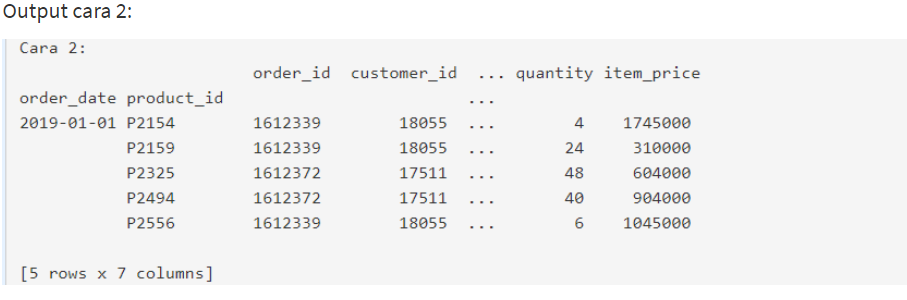 Output cara 2:
Cara 2:
order_id customer_id ... quantity item_price
order_date product_id ...
2019-01-01 P2154 1612339 18055 ... 4 1745000
P2159 1612339 18055 ... 24 310000
P2325 1612372 17511 ... 48 604000
P2494 1612372 17511 ... 40 904000
P2556 1612339 18055 ... 6 1045000
[5 rows x 7 columns]